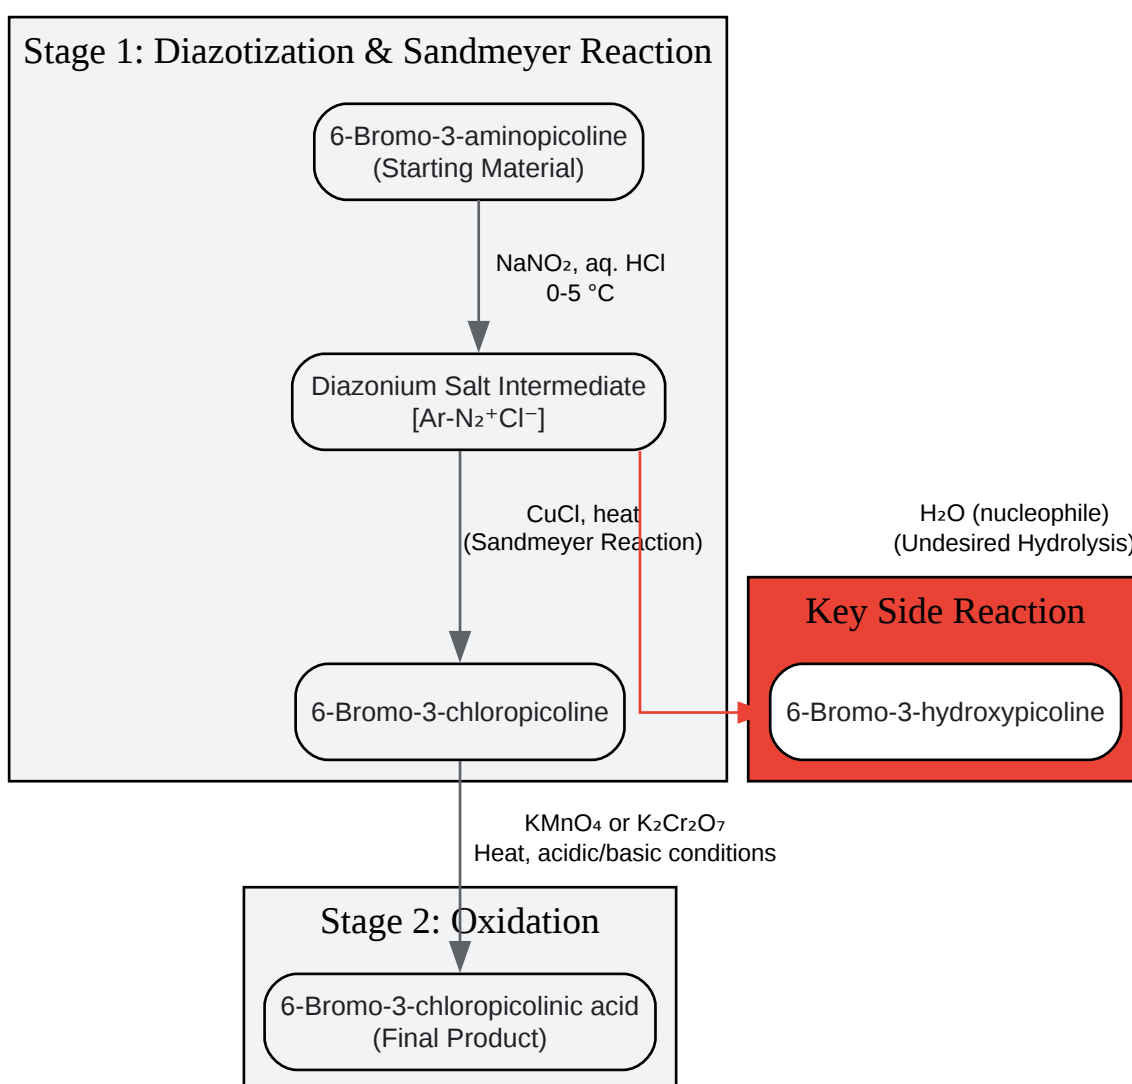 Stage 1: Diazotization & Sandmeyer Reaction
6-Bromo-3-aminopicoline
(Starting Material)
NaNO₂, aq. HCl
0-5 °C
Diazonium Salt Intermediate
[Ar-N₂⁺Cl⁻]
CuCl, heat
(Sandmeyer Reaction)
H₂O (nucleophile)
(Undesired Hydrolysis)
Key Side Reaction
6-Bromo-3-chloropicoline
6-Bromo-3-hydroxypicoline
KMnO₄ or K₂Cr₂O₇
Heat, acidic/basic conditions
Stage 2: Oxidation
6-Bromo-3-chloropicolinic acid
(Final Product)